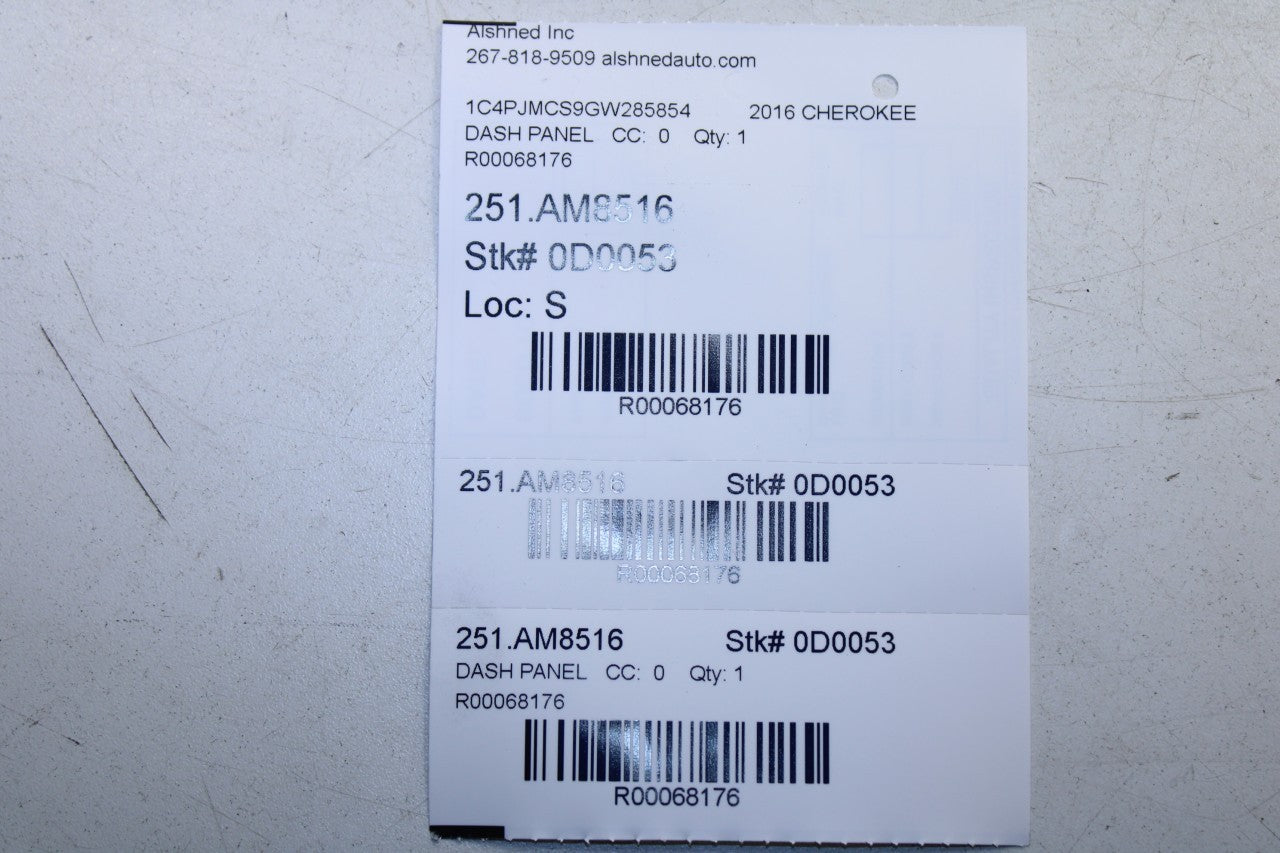 Alshned Inc
267-818-9509 alshnedauto.com
1C4PJMCS9GW285854 2016 CHEROKEE
DASH PANEL CC: 0 Qty: 1
R00068176
251.AM8516
Stk# 0D0053
Loc: S
R00068176
251.AM8516 Stk# 0D0053
R00068176
251.AM8516 Stk# 0D0053
DASH PANEL CC: 0 Qty: 1
R00068176
R00068176